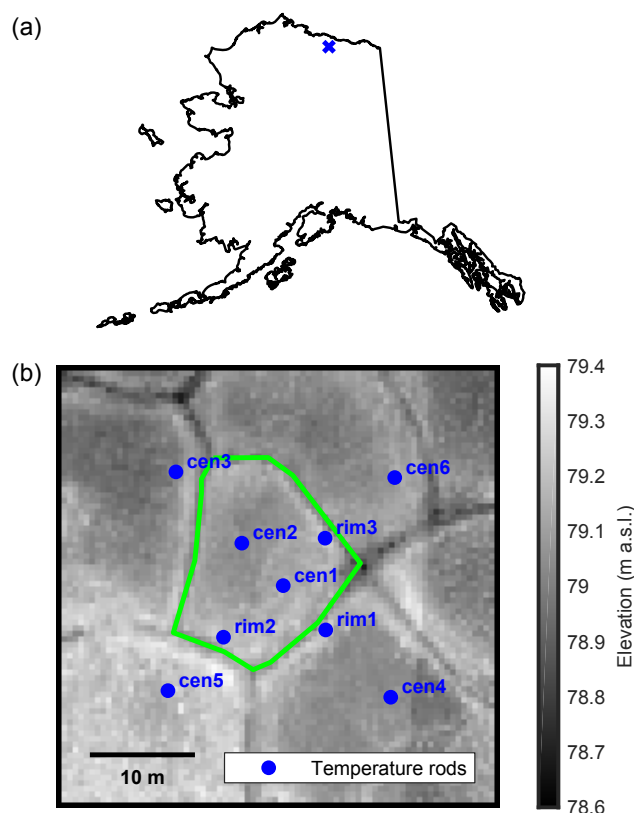 (a)
(b)
cen3
cen6
cen2
rim3
cen1
rim2
rim1
cen5
cen4
10 m
Temperature rods
79.4
79.3
79.2
79.1
79
78.9
78.8
78.7
78.6
Elevation (m a.s.l.)